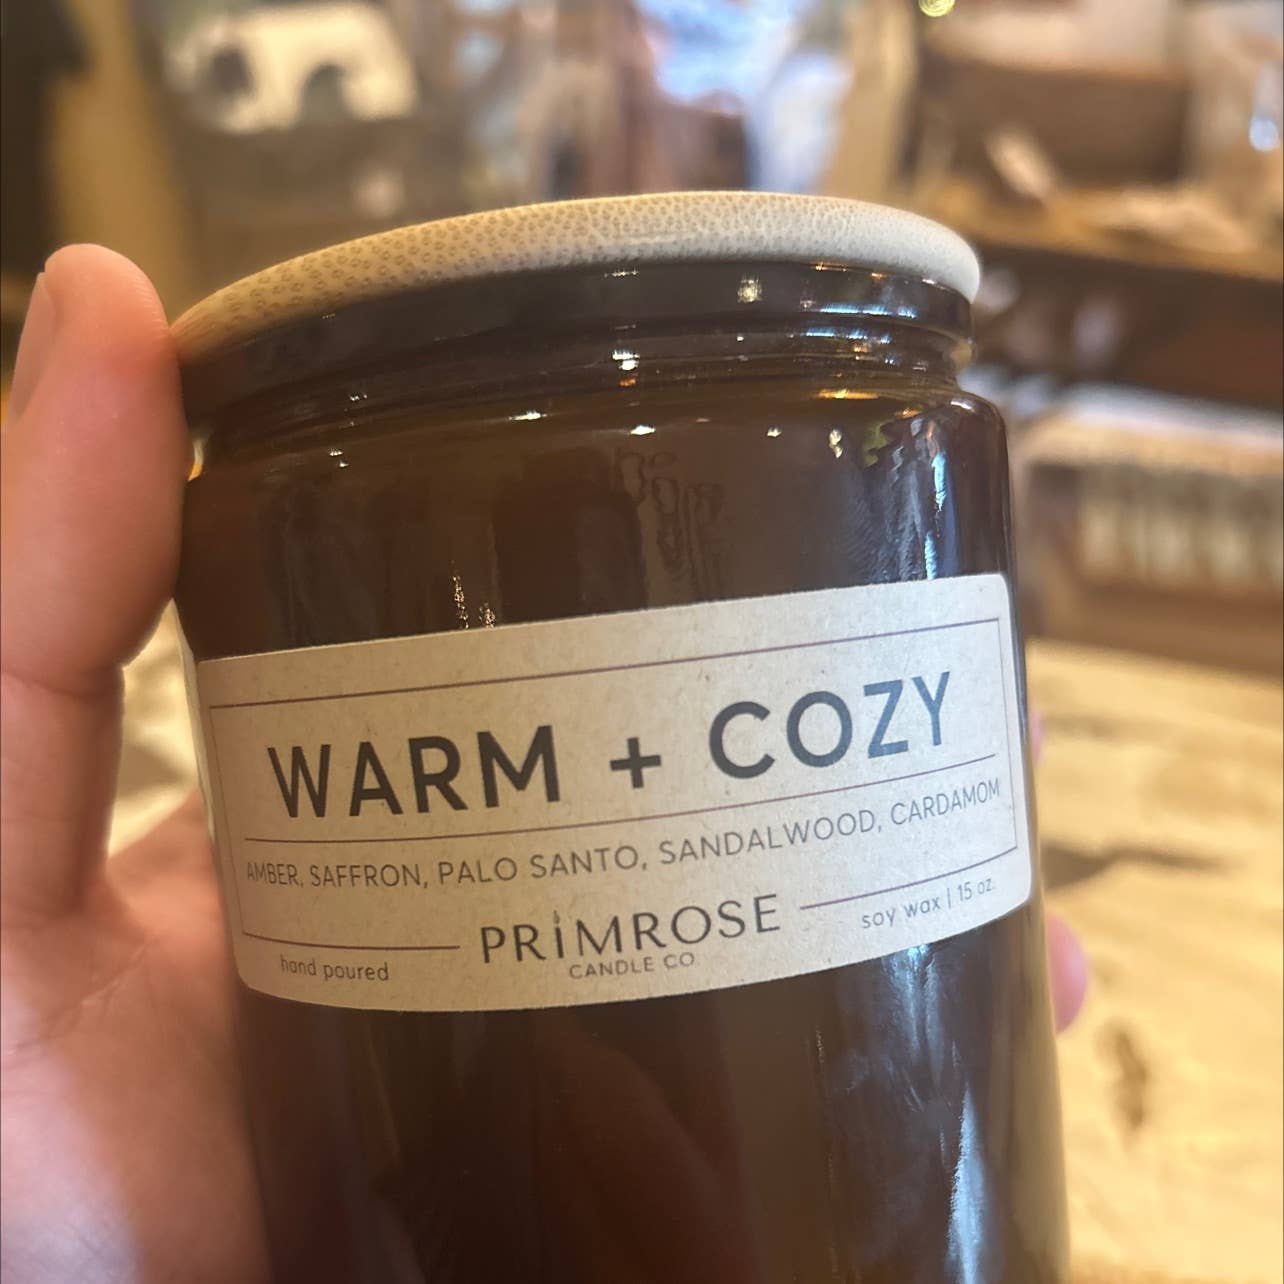 WARM + COZY
AMBER, SAFFRON, PALO SANTO, SANDALWOOD, CARDAMOM
PRIMROSE
CANDLE CO
hand poured
soy wax | 15 oz.